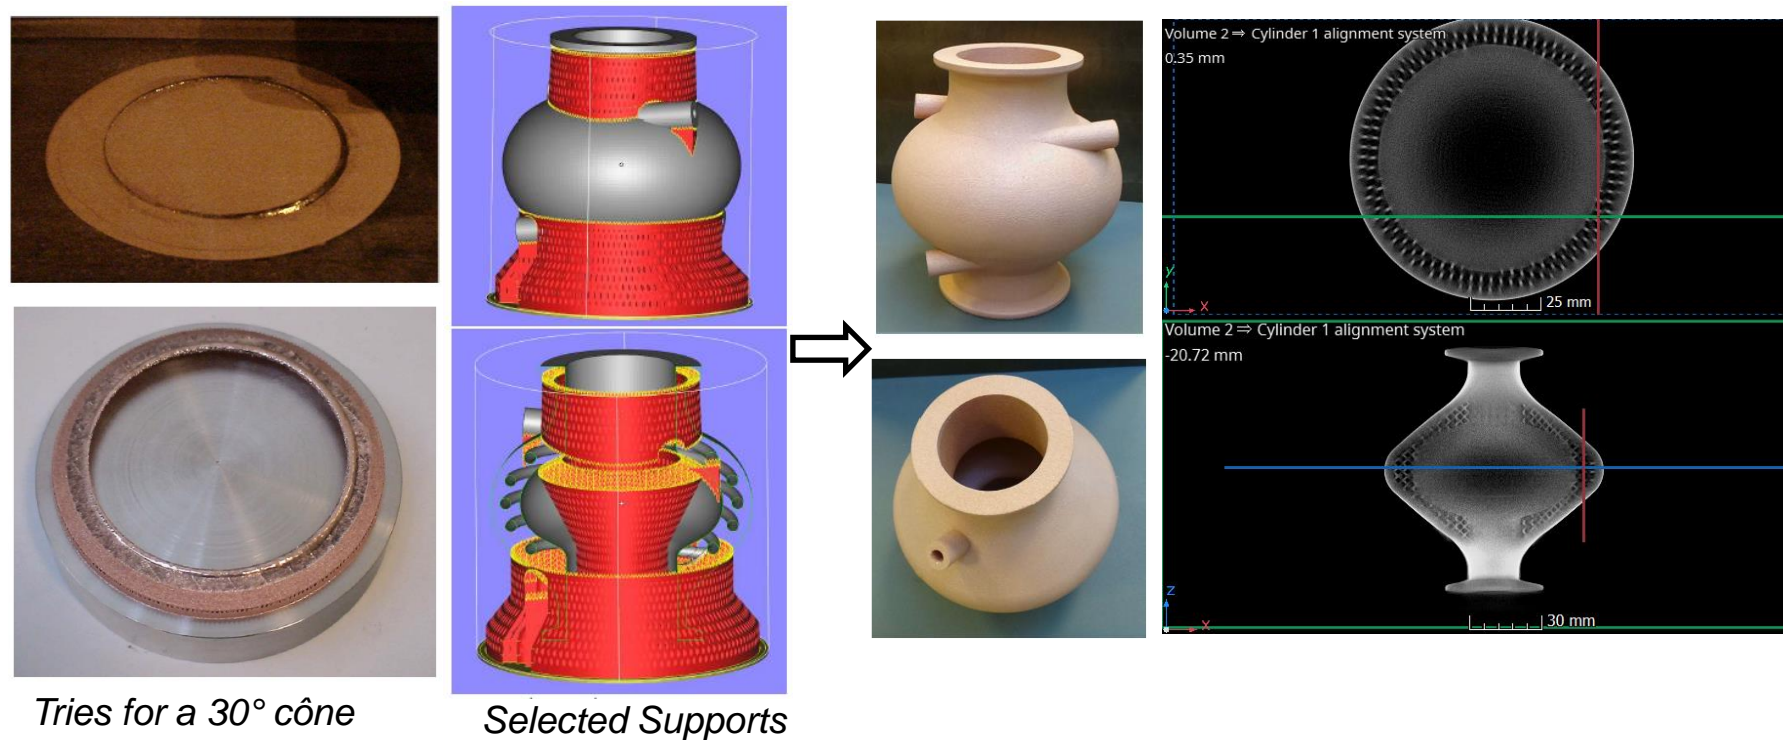 Volume 2 ⇒ Cylinder 1 alignment system
0.35 mm
y
x
25 mm
Volume 2 ⇒ Cylinder 1 alignment system
-20.72 mm
z
x
30 mm
Tries for a 30° cône
Selected Supports